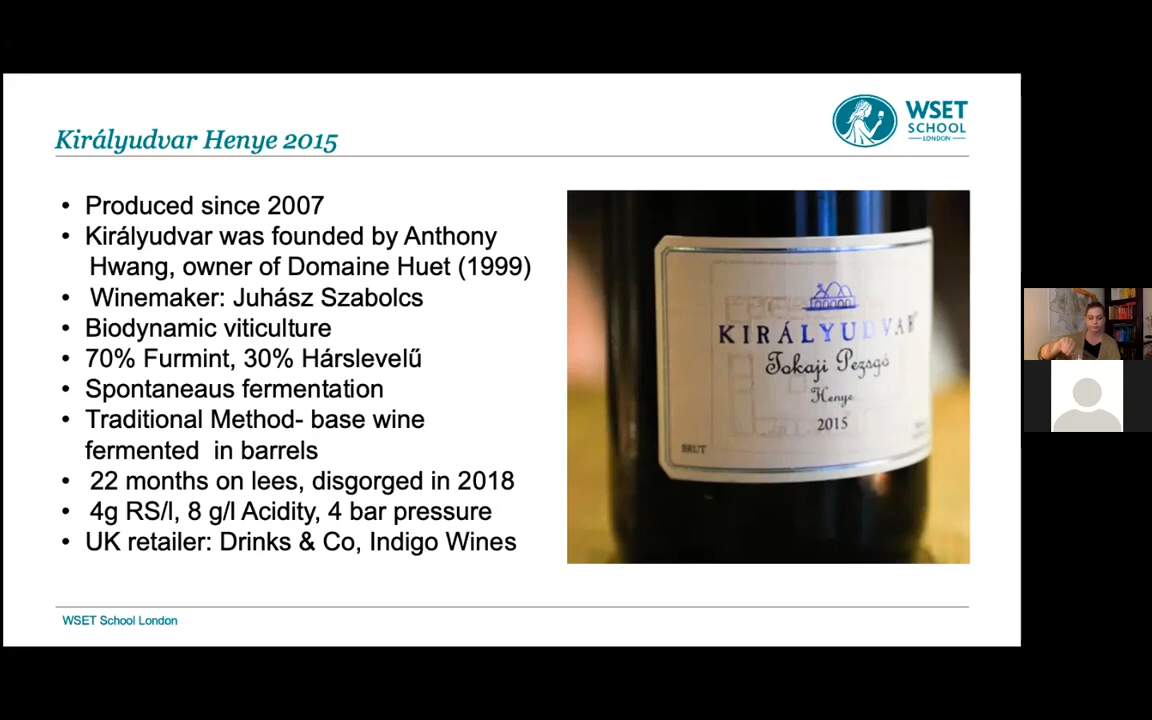 WSET
SCHOOL
LONDON
Királyudvar Henye 2015
• Produced since 2007
• Királyudvar was founded by Anthony
Hwang, owner of Domaine Huet (1999)
• Winemaker: Juhász Szabolcs
• Biodynamic viticulture
• 70% Furmint, 30% Hárslevelű
• Spontaneaus fermentation
• Traditional Method- base wine
fermented in barrels
• 22 months on lees, disgorged in 2018
• 4g RS/l, 8 g/l Acidity, 4 bar pressure
• UK retailer: Drinks & Co, Indigo Wines
KIRÁLYUDVAR
Tokaji Pezsgő
Henye
2015
BRUT
WSET School London